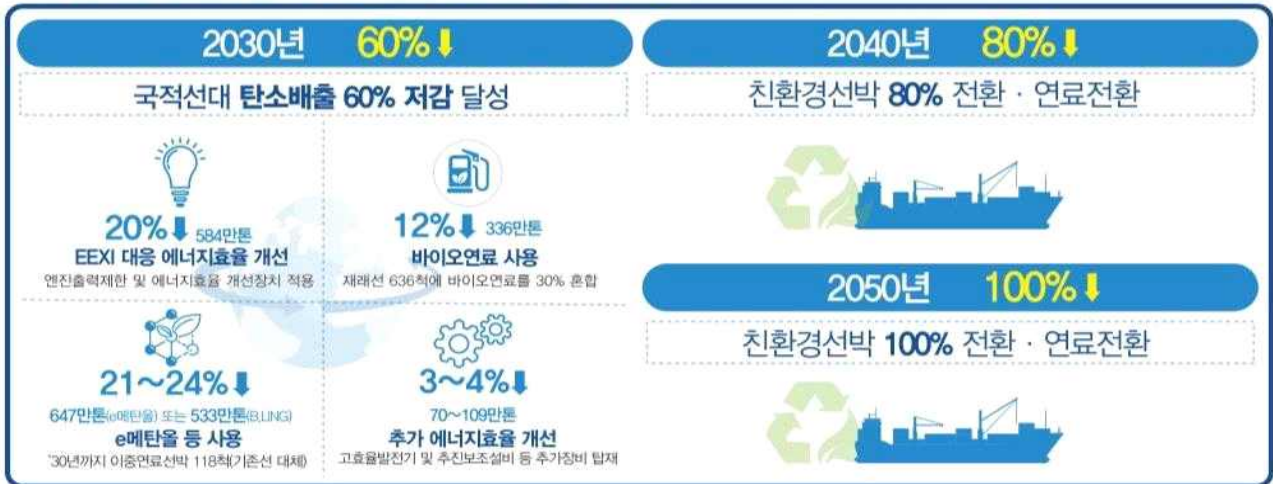 2030년 60%⬇
국적선대 탄소배출 60% 저감 달성
20%⬇ 584만톤
EEXI 대응 에너지효율 개선
엔진출력제한 및 에너지효율 개선장치 적용
12%⬇ 336만톤
바이오연료 사용
재래선 636척에 바이오연료를 30% 혼합
21~24%⬇
647만톤(e메탄올) 또는 533만톤(B.LING)
e메탄올 등 사용
'30년까지 이중연료선박 118척(기존선 대체)
3~4%⬇
70~109만톤
추가 에너지효율 개선
고효율발전기 및 추진보조설비 등 추가장비 탑재
2040년 80%⬇
친환경선박 80% 전환 · 연료전환
2050년 100%⬇
친환경선박 100% 전환 · 연료전환